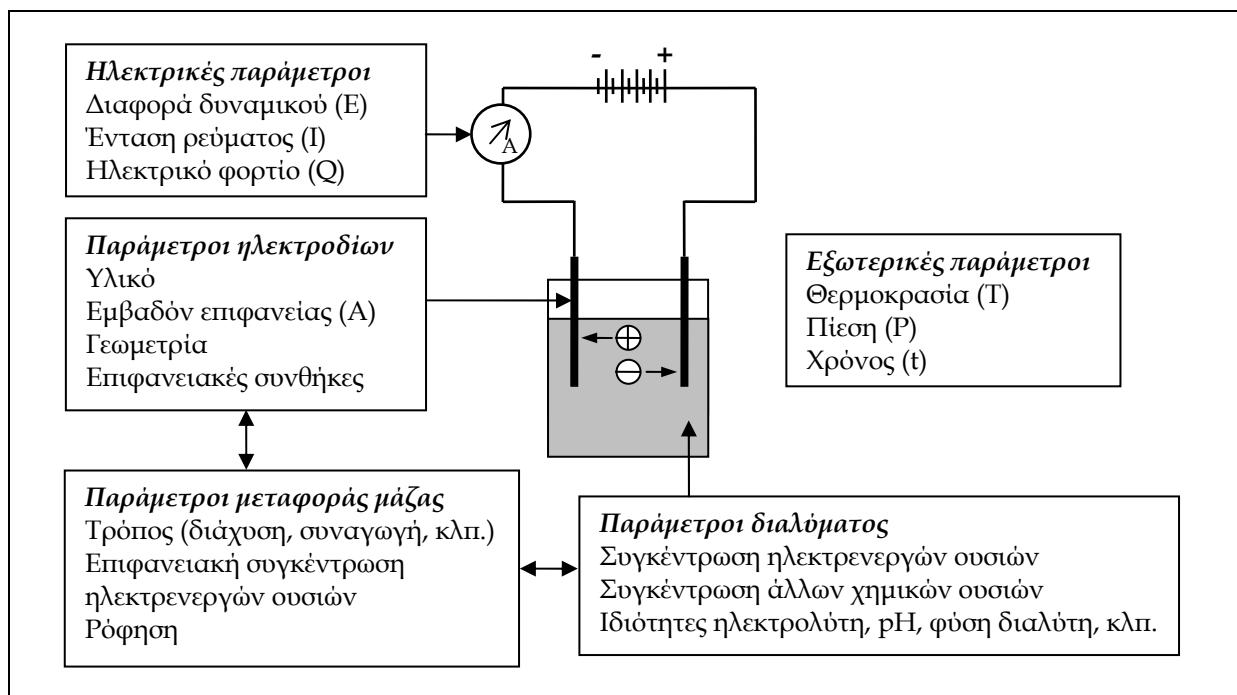 Ηλεκτρικές παράμετροι
Διαφορά δυναμικού (E)
Ένταση ρεύματος (I)
Ηλεκτρικό φορτίο (Q)
- +
A
Παράμετροι ηλεκτροδίων
Υλικό
Εμβαδόν επιφανείας (A)
Γεωμετρία
Επιφανειακές συνθήκες
Εξωτερικές παράμετροι
Θερμοκρασία (T)
Πίεση (P)
Χρόνος (t)
+
−
Παράμετροι μεταφοράς μάζας
Τρόπος (διάχυση, συναγωγή, κλπ.)
Επιφανειακή συγκέντρωση
ηλεκτρενεργών ουσιών
Ρόφηση
Παράμετροι διαλύματος
Συγκέντρωση ηλεκτρενεργών ουσιών
Συγκέντρωση άλλων χημικών ουσιών
Ιδιότητες ηλεκτρολύτη, pH, φύση διαλύτη, κλπ.